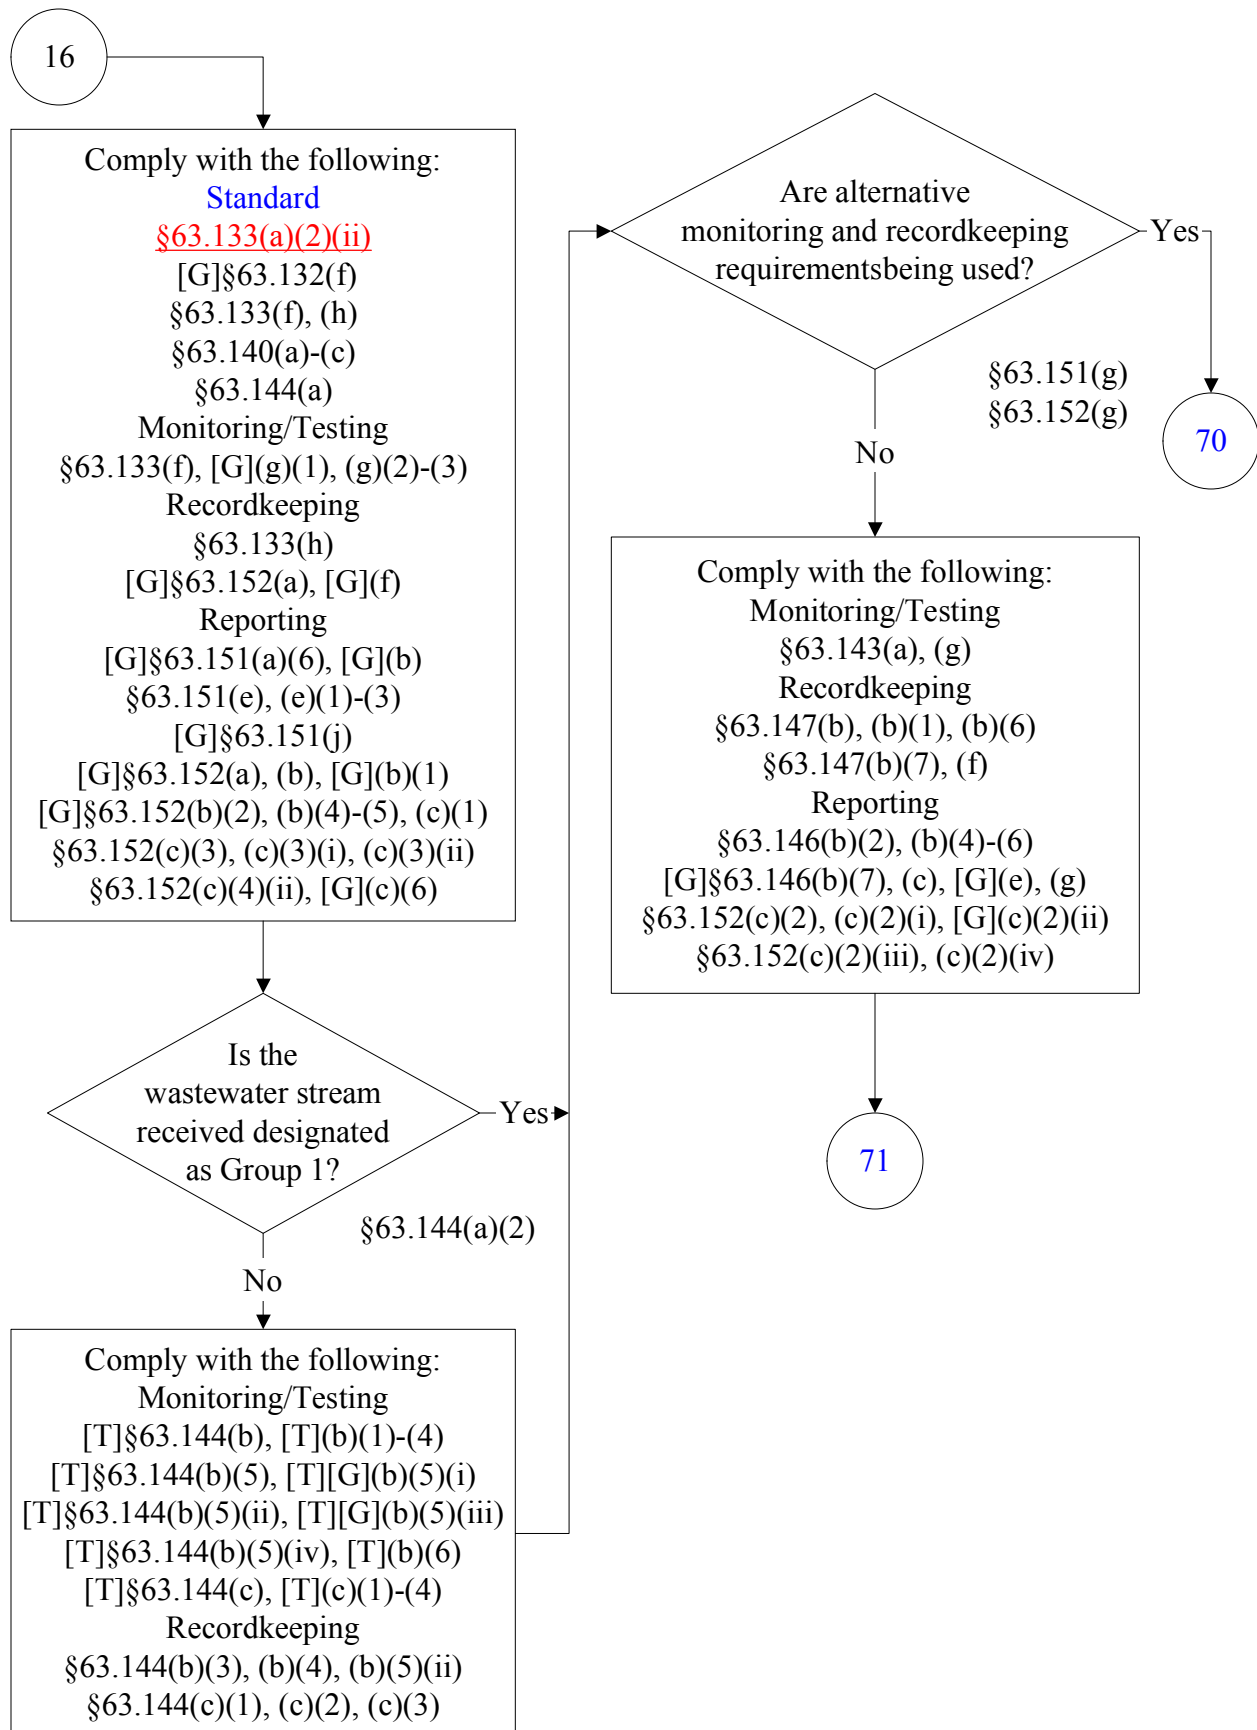 16
Comply with the following:
Standard
§63.133(a)(2)(ii)
[G]§63.132(f)
§63.133(f), (h)
§63.140(a)-(c)
§63.144(a)
Monitoring/Testing
§63.133(f), [G](g)(1), (g)(2)-(3)
Recordkeeping
§63.133(h)
[G]§63.152(a), [G](f)
Reporting
[G]§63.151(a)(6), [G](b)
§63.151(e), (e)(1)-(3)
[G]§63.151(j)
[G]§63.152(a), (b), [G](b)(1)
[G]§63.152(b)(2), (b)(4)-(5), (c)(1)
§63.152(c)(3), (c)(3)(i), (c)(3)(ii)
§63.152(c)(4)(ii), [G](c)(6)
Is the
wastewater stream
received designated
as Group 1?
Yes
§63.144(a)(2)
No
Comply with the following:
Monitoring/Testing
[T]§63.144(b), [T](b)(1)-(4)
[T]§63.144(b)(5), [T][G](b)(5)(i)
[T]§63.144(b)(5)(ii), [T][G](b)(5)(iii)
[T]§63.144(b)(5)(iv), [T](b)(6)
[T]§63.144(c), [T](c)(1)-(4)
Recordkeeping
§63.144(b)(3), (b)(4), (b)(5)(ii)
§63.144(c)(1), (c)(2), (c)(3)
Are alternative
monitoring and recordkeeping
requirementsbeing used?
Yes
§63.151(g)
§63.152(g)
70
No
Comply with the following:
Monitoring/Testing
§63.143(a), (g)
Recordkeeping
§63.147(b), (b)(1), (b)(6)
§63.147(b)(7), (f)
Reporting
§63.146(b)(2), (b)(4)-(6)
[G]§63.146(b)(7), (c), [G](e), (g)
§63.152(c)(2), (c)(2)(i), [G](c)(2)(ii)
§63.152(c)(2)(iii), (c)(2)(iv)
71